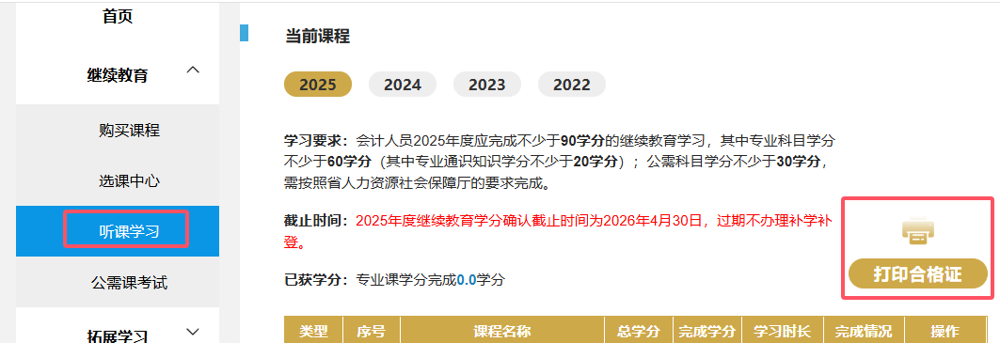 首页
继续教育
购买课程
选课中心
听课学习
公需课考试
拓展学习
当前课程
2025 2024 2023 2022
学习要求：会计人员2025年度应完成不少于90学分的继续教育学习，其中专业科目学分
不少于60学分（其中专业通识知识学分不少于20学分）；公需科目学分不少于30学分，
需按照省人力资源社会保障厅的要求完成。
截止时间：2025年度继续教育学分确认截止时间为2026年4月30日，过期不办理补学补
登。
已获学分：专业课学分完成0.0学分
打印合格证
类型 序号 课程名称 总学分 完成学分 学习时长 完成情况 操作